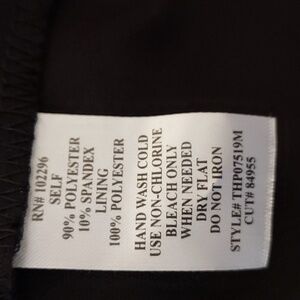 RN# 102296
SELF
90% POLYESTER
10% SPANDEX
LINING
100% POLYESTER
HAND WASH COLD
USE NON-CHLORINE
BLEACH ONLY
WHEN NEEDED
DRY FLAT
DO NOT IRON
STYLE# THP07519M
CUT# 84955